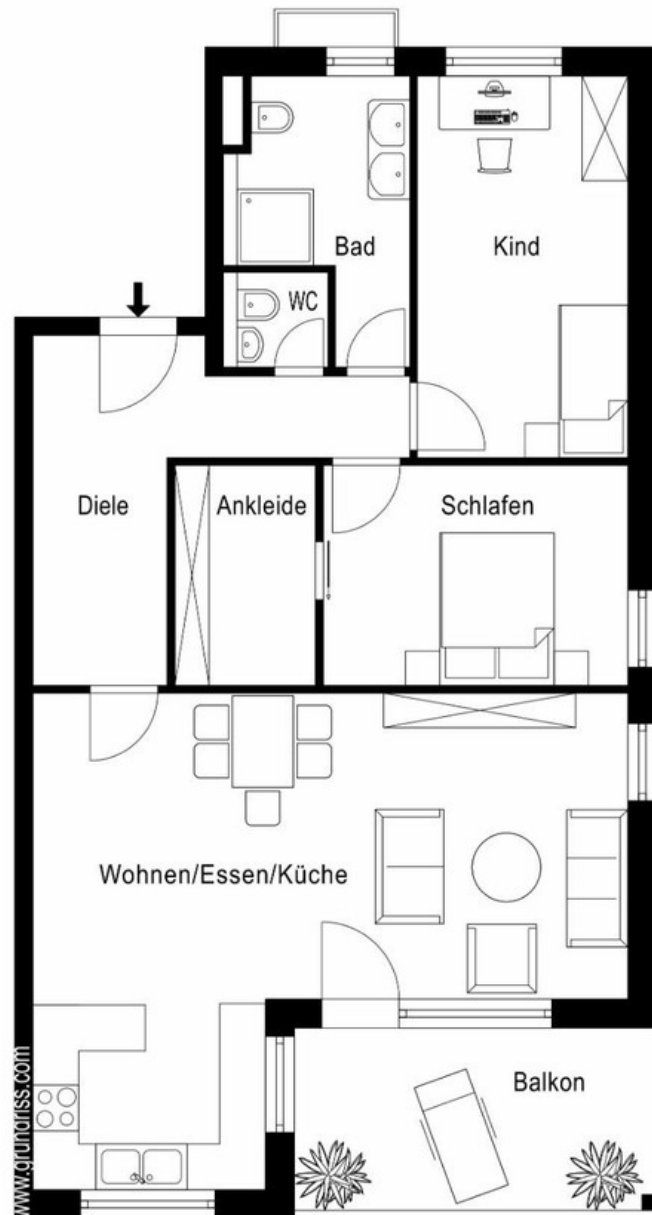 Bad
Kind
WC
Diele
Ankleide
Schlafen
Wohnen/Essen/Küche
Balkon
www.grundriss.com